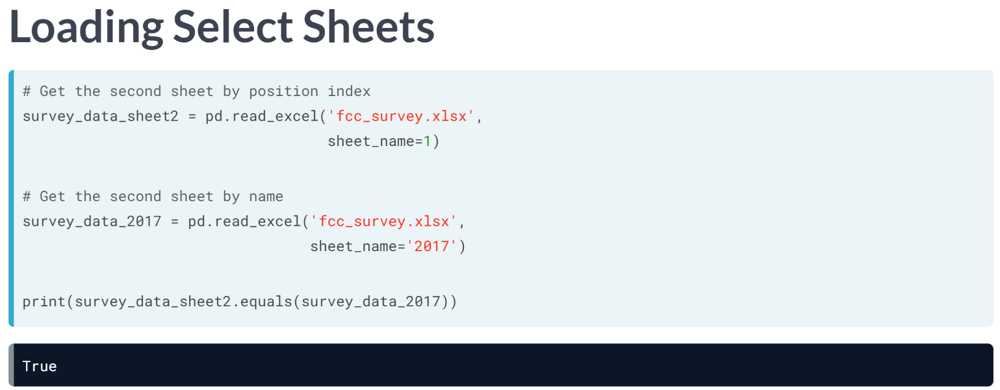 Loading Select Sheets
# Get the second sheet by position index
survey_data_sheet2 = pd.read_excel('fcc_survey.xlsx',
                                   sheet_name=1)
# Get the second sheet by name
survey_data_2017 = pd.read_excel('fcc_survey.xlsx',
                                 sheet_name='2017')
print(survey_data_sheet2.equals(survey_data_2017))
True